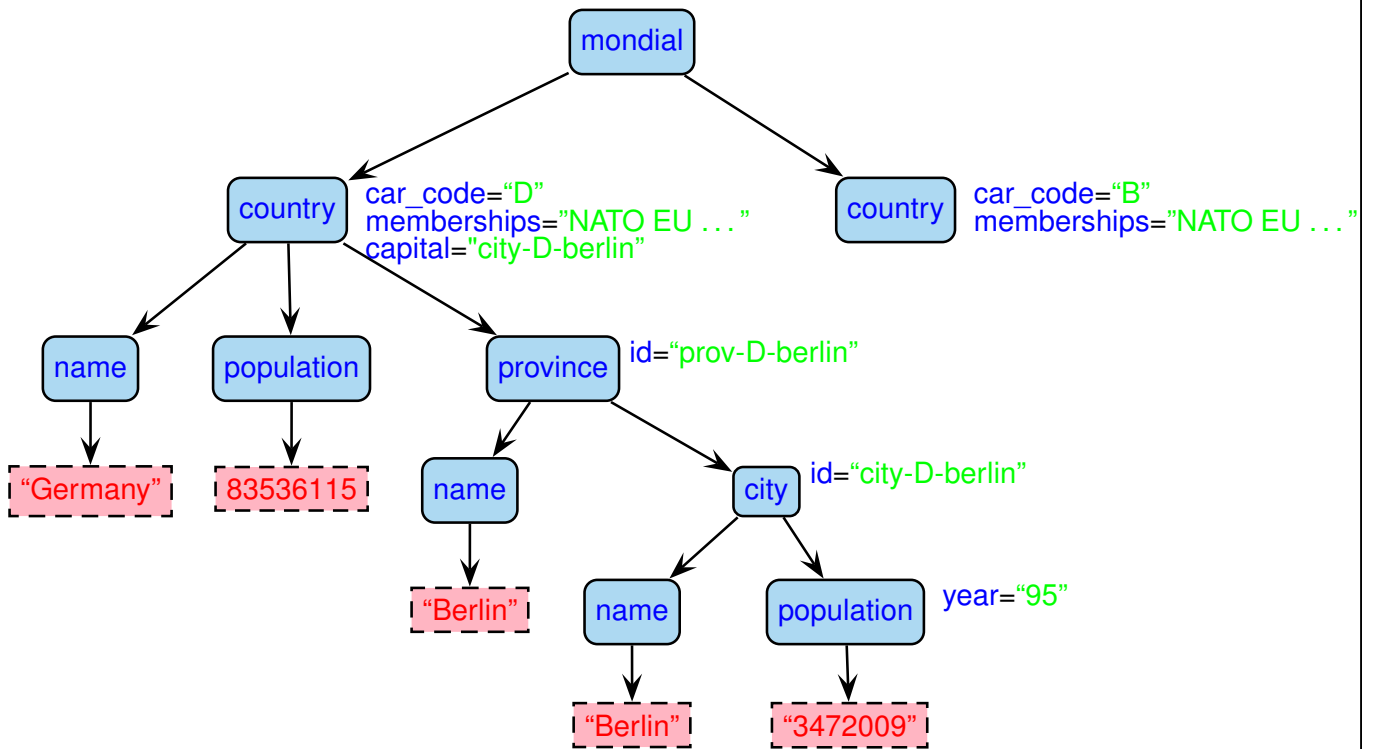 mondial
country
car_code=“D”
memberships=”NATO EU . . . ”
capital="city-D-berlin”
country
car_code=“B”
memberships=”NATO EU . . . ”
name
population
province
id=“prov-D-berlin”
“Germany”
83536115
name
city
id=“city-D-berlin”
“Berlin”
name
population
year=“95”
“Berlin”
“3472009”